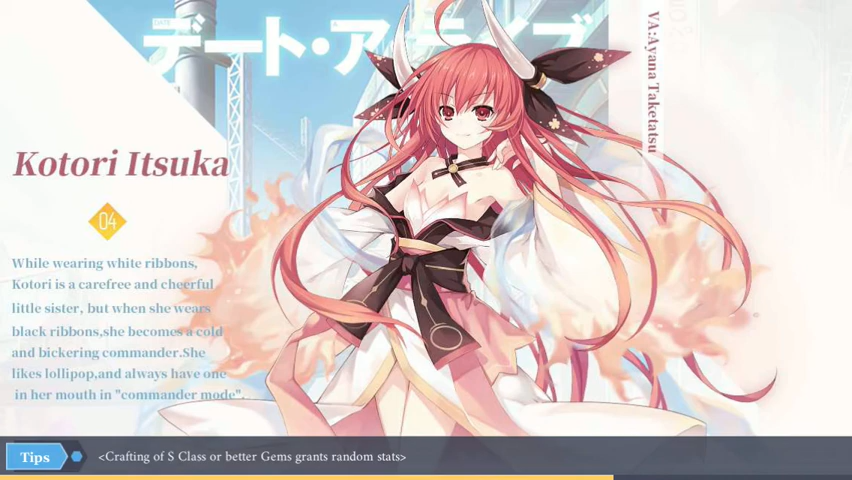 デート・ア・ライブ
VA:Ayana Taketatsu
Kotori Itsuka
04
While wearing white ribbons,
Kotori is a carefree and cheerful
little sister, but when she wears
black ribbons,she becomes a cold
and bickering commander.She
likes lollipop,and always have one
in her mouth in "commander mode".
Tips
<Crafting of S Class or better Gems grants random stats>